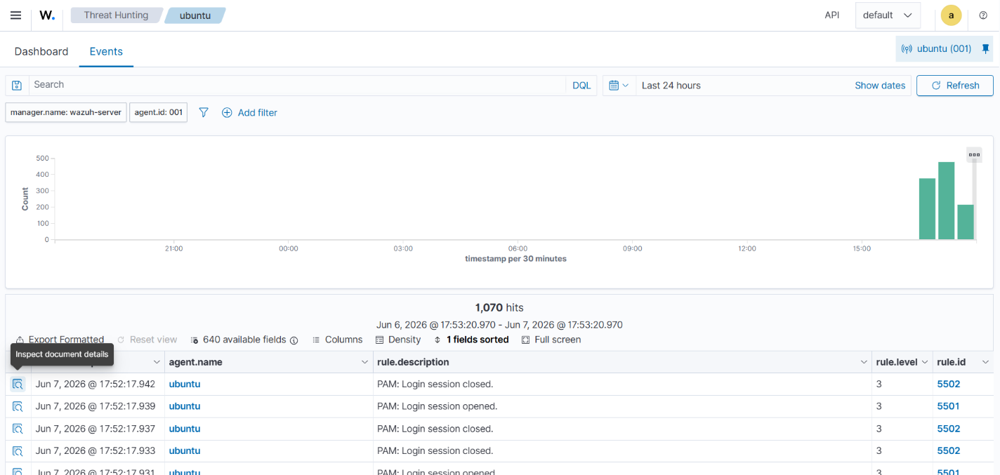 W. Threat Hunting ubuntu API default a
Dashboard Events ubuntu (001)
Search DQL Last 24 hours Show dates Refresh
manager.name: wazuh-server agent.id: 001 Add filter
500
400
300
200
100
0
Count
21:00 00:00 03:00 06:00 09:00 12:00 15:00
timestamp per 30 minutes
1,070 hits
Jun 6, 2026 @ 17:53:20.970 - Jun 7, 2026 @ 17:53:20.970
Export Formatted Reset view 640 available fields Columns Density 1 fields sorted Full screen
Inspect document details
agent.name rule.description rule.level rule.id
Jun 7, 2026 @ 17:52:17.942 ubuntu PAM: Login session closed. 3 5502
Jun 7, 2026 @ 17:52:17.939 ubuntu PAM: Login session opened. 3 5501
Jun 7, 2026 @ 17:52:17.937 ubuntu PAM: Login session closed. 3 5502
Jun 7, 2026 @ 17:52:17.933 ubuntu PAM: Login session closed. 3 5502
Jun 7, 2026 @ 17:52:17.931 ubuntu PAM: Login session opened. 3 5501